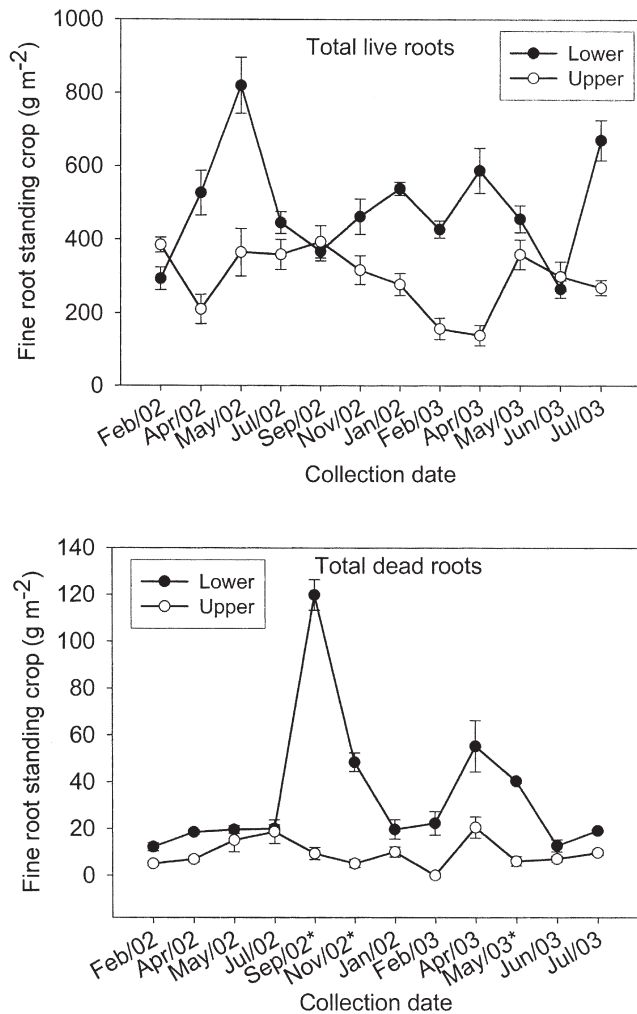 1000
800
600
400
200
0
Fine root standing crop (g m-2)
Total live roots
Lower
Upper
Feb/02
Apr/02
May/02
Jul/02
Sep/02
Nov/02
Jan/02
Feb/03
Apr/03
May/03
Jun/03
Jul/03
Collection date
140
120
100
80
60
40
20
0
Fine root standing crop (g m-2)
Total dead roots
Lower
Upper
Feb/02
Apr/02
May/02
Jul/02
Sep/02*
Nov/02*
Jan/02
Feb/03
Apr/03
May/03*
Jun/03
Jul/03
Collection date